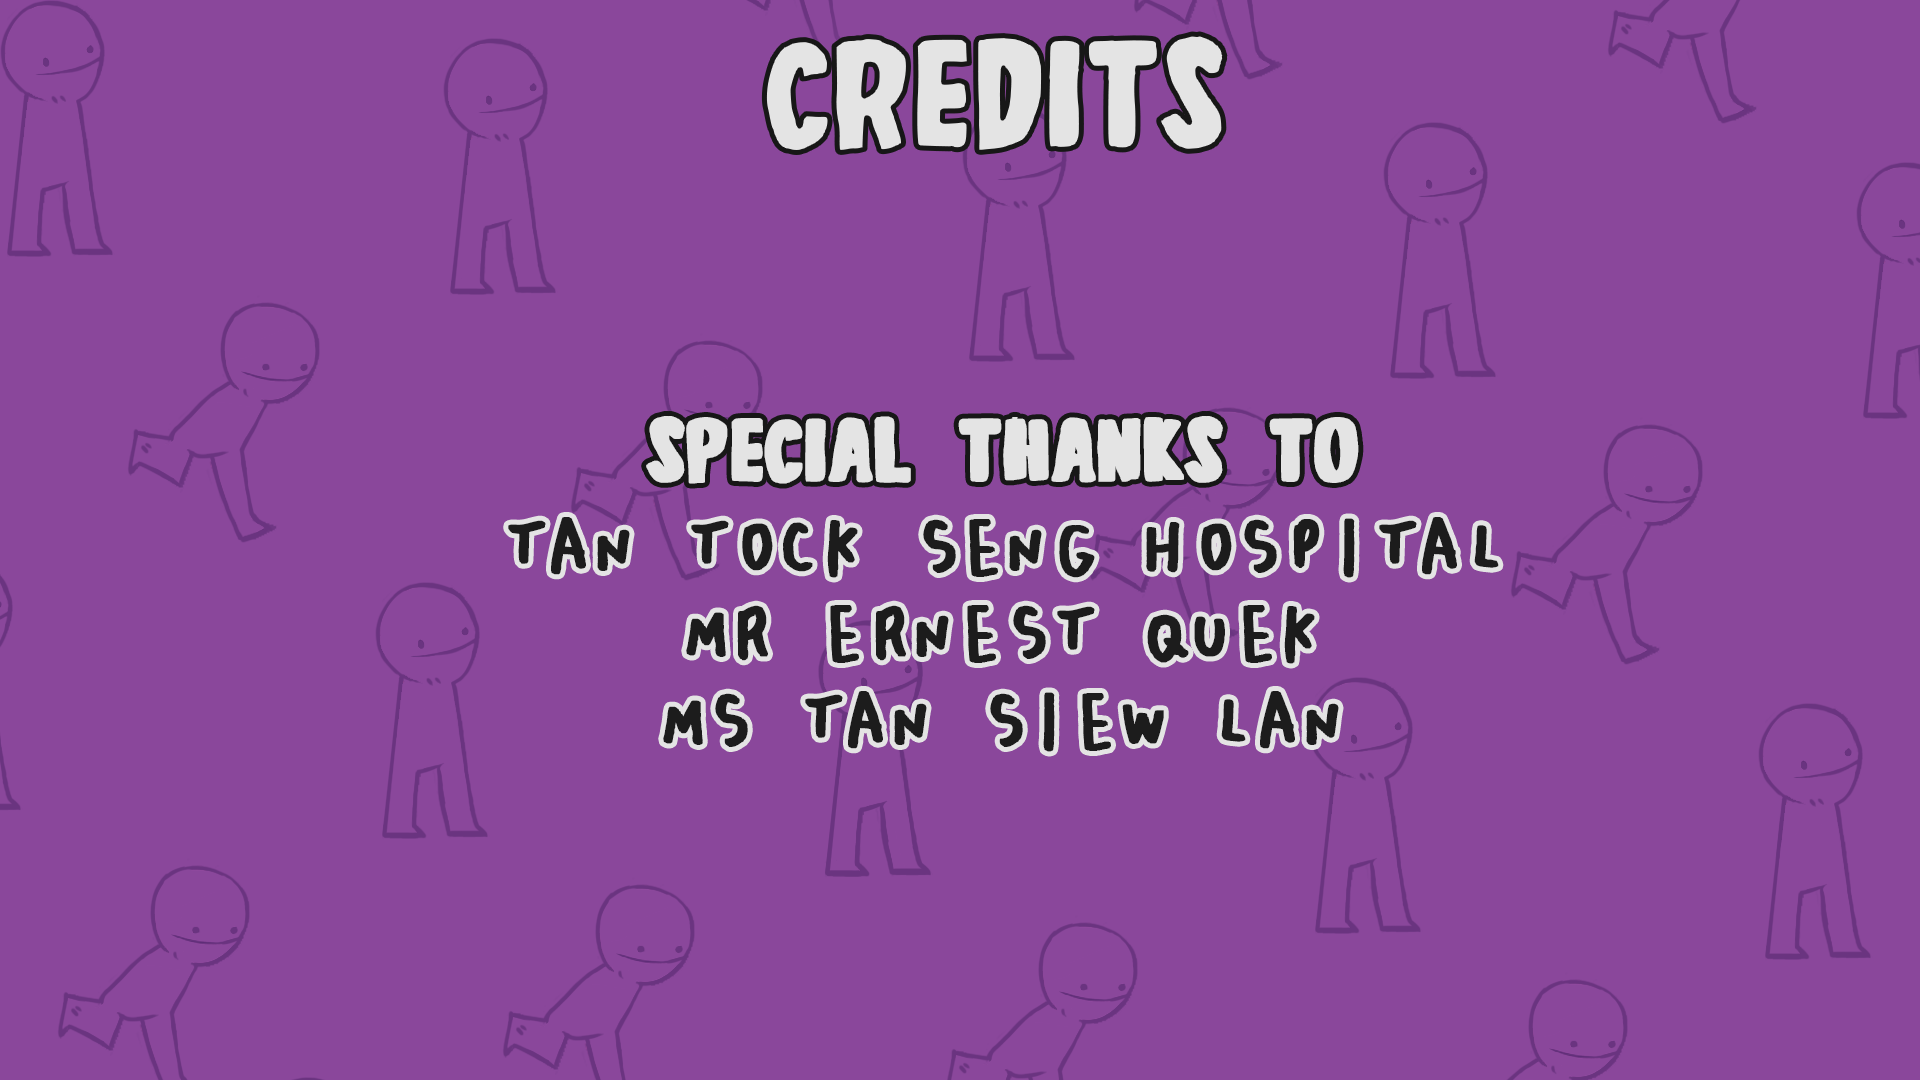 CREDITS
SPECIAL THANKS TO
TAN TOCK SENG HOSPITAL
MR ERNEST QUEK
MS TAN SIEW LAN